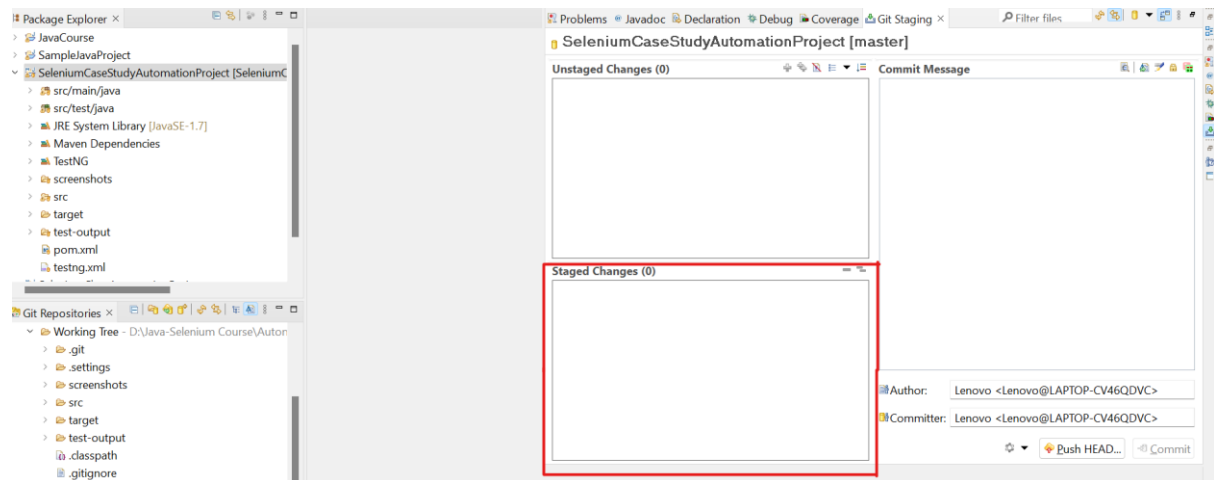 Package Explorer ×
JavaCourse
SampleJavaProject
SeleniumCaseStudyAutomationProject [SeleniumC
src/main/java
src/test/java
JRE System Library [JavaSE-1.7]
Maven Dependencies
TestNG
screenshots
src
target
test-output
pom.xml
testng.xml
Git Repositories ×
Working Tree - D:\Java-Selenium Course\Autor
.git
.settings
screenshots
src
target
test-output
.classpath
.gitignore
Problems @ Javadoc Declaration Debug Coverage Git Staging × Filter files
SeleniumCaseStudyAutomationProject [master]
Unstaged Changes (0)
Staged Changes (0)
Commit Message
Author: Lenovo <Lenovo@LAPTOP-CV46QDVC>
Committer: Lenovo <Lenovo@LAPTOP-CV46QDVC>
Push HEAD... Commit